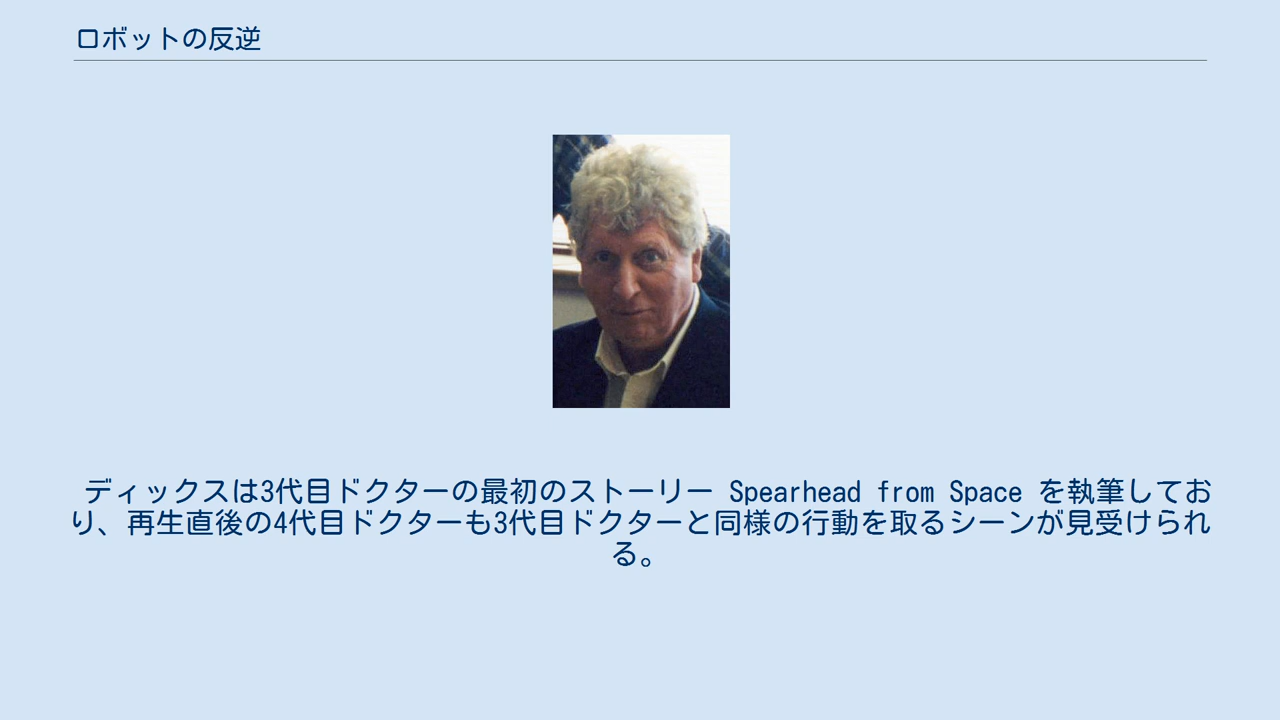 ロボットの反逆
ディックスは3代目ドクターの最初のストーリー Spearhead from Space を執筆してお
り、再生直後の4代目ドクターも3代目ドクターと同様の行動を取るシーンが見受けられ
る。